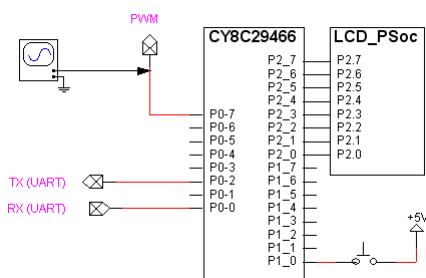 PWM
CY8C29466
LCD_PSoc
P2_7
P2.7
P2_6
P2.6
P2_5
P2.5
P2_4
P2.4
P0-7
P2_3
P2.3
P0-6
P2_2
P2.2
P0-5
P2_1
P2.1
P0-4
P2_0
P2.0
P0-3
P1_7
TX (UART)
P0-2
P1_6
P0-1
P1_5
RX (UART)
P0-0
P1_4
P1_3
+5V
P1_2
P1_1
P1_0